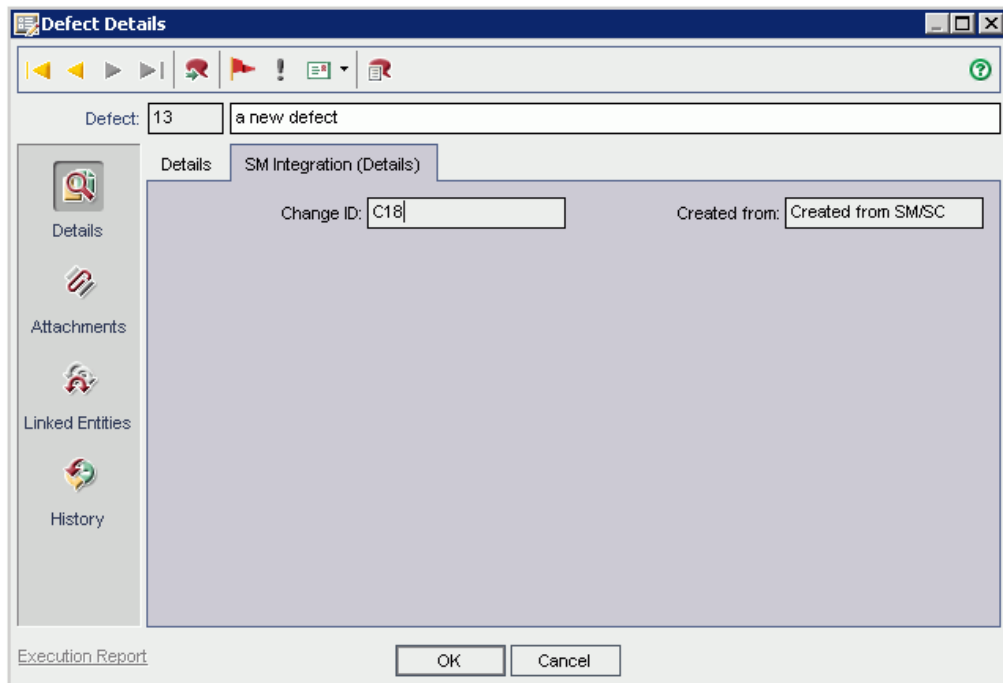 Defect Details
Defect: 13 a new defect
Details SM Integration (Details)
Change ID: C18 Created from: Created from SM/SC
Details
Attachments
Linked Entities
History
Execution Report OK Cancel